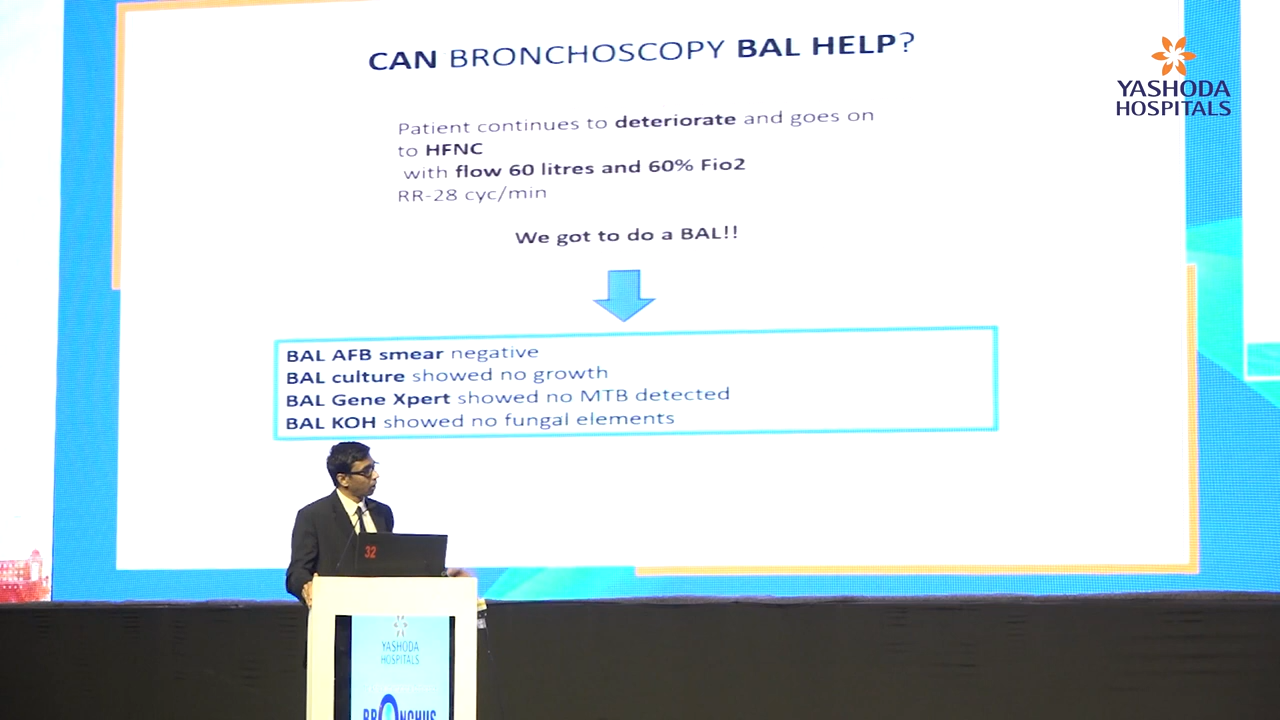 CAN BRONCHOSCOPY BAL HELP?
YASHODA
HOSPITALS
Patient continues to deteriorate and goes on
to HFNC
with flow 60 litres and 60% Fio2
RR-28 cyc/min
We got to do a BAL!!
BAL AFB smear negative
BAL culture showed no growth
BAL Gene Xpert showed no MTB detected
BAL KOH showed no fungal elements
32
YASHODA
HOSPITALS
BRONCHUS